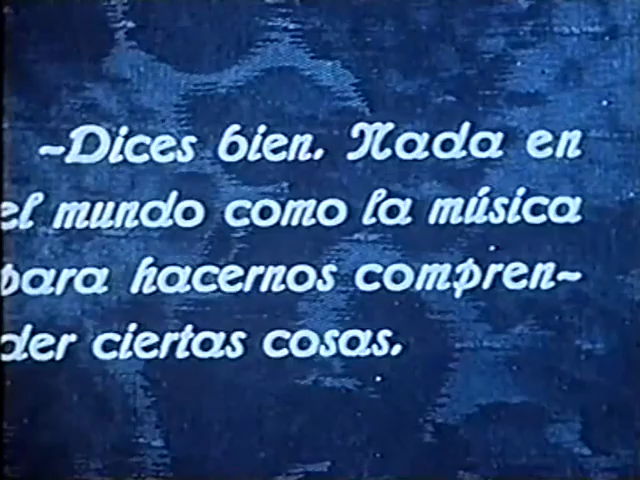 ~Dices bien. Nada en
el mundo como la música
para hacernos compren~
der ciertas cosas.